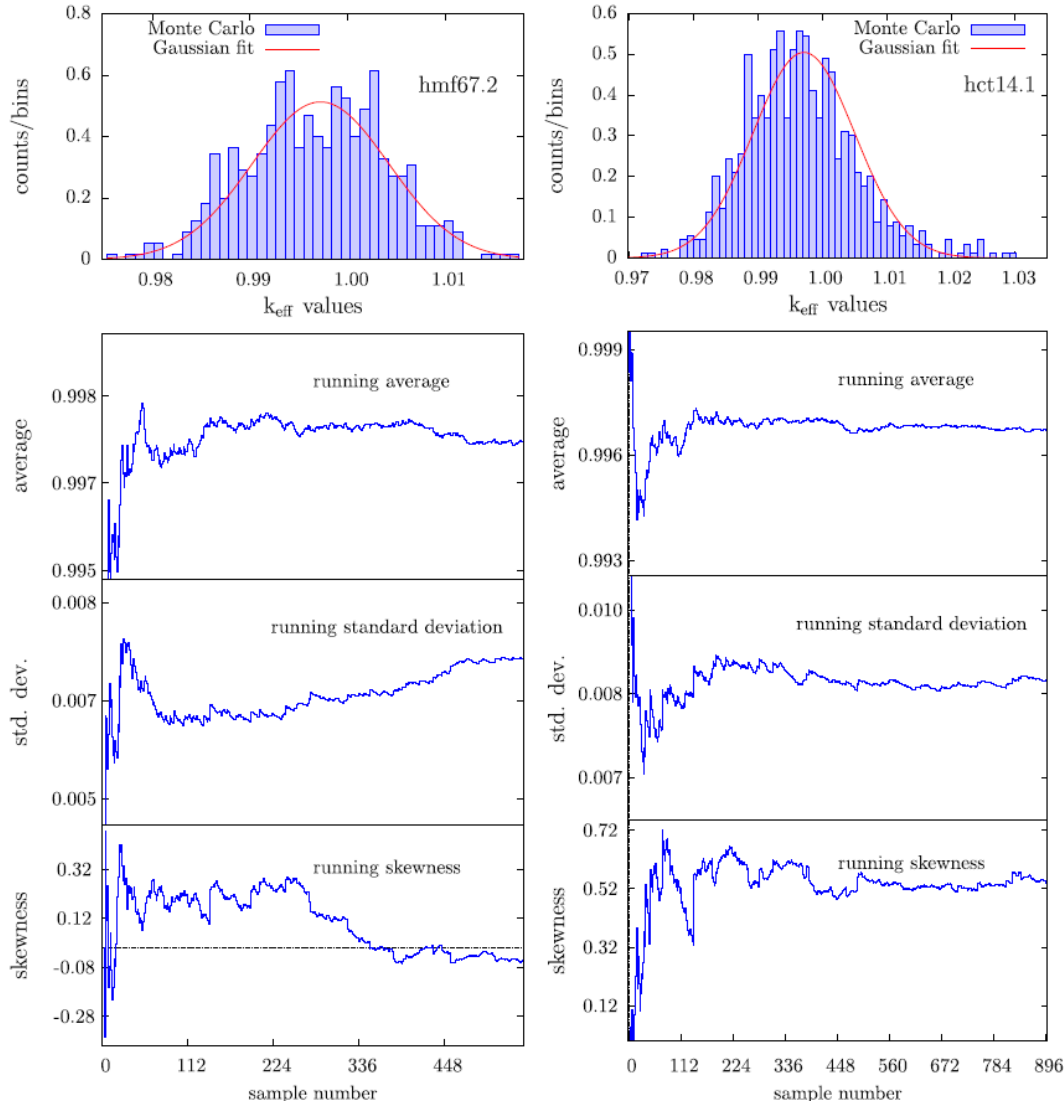 Monte Carlo
Gaussian fit
hmf67.2
counts/bins
0.8
0.6
0.4
0.2
0
0.98
0.99
1.00
1.01
k_eff values
Monte Carlo
Gaussian fit
hct14.1
counts/bins
0.6
0.5
0.4
0.3
0.2
0.1
0
0.97
0.98
0.99
1.00
1.01
1.02
1.03
k_eff values
running average
average
0.998
0.997
0.995
running standard deviation
std. dev.
0.008
0.007
0.005
running skewness
skewness
0.32
0.12
-0.08
-0.28
0
112
224
336
448
sample number
running average
average
0.999
0.996
0.993
running standard deviation
std. dev.
0.010
0.008
0.007
running skewness
skewness
0.72
0.52
0.32
0.12
0
112
224
336
448
560
672
784
896
sample number